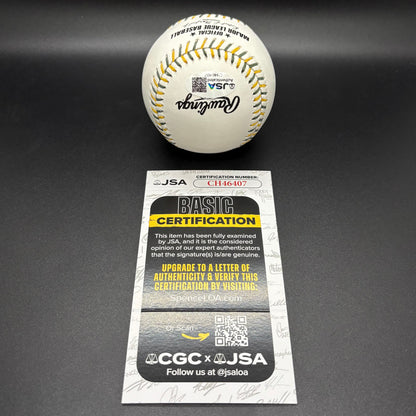 OFFICIAL
MAJOR LEAGUE BASEBALL
JSA
Rawlings
JSA
CERTIFICATION NUMBER:
CH46407
BASIC
CERTIFICATION
This item has been fully examined
by JSA, and it is the considered
opinion of our expert authenticators
that the signature(s) is/are genuine.
UPGRADE TO A LETTER OF
AUTHENTICITY & VERIFY THIS
CERTIFICATION BY VISITING:
SpenceLOA.com
Or Scan
CGC x JSA
Follow us at @jsaloa